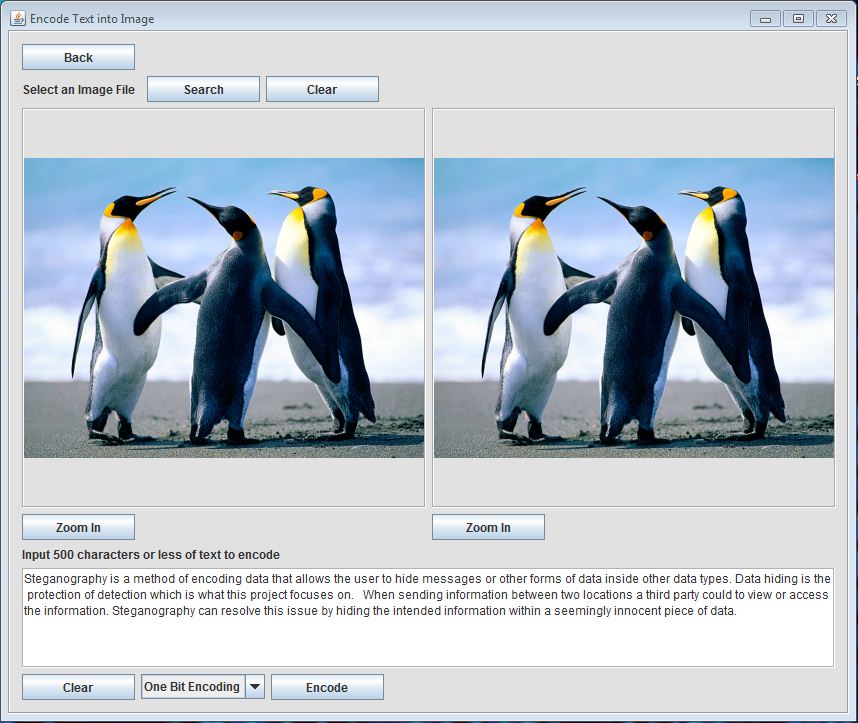 Encode Text into Image
Back
Select an Image File Search Clear
Zoom In Zoom In
Input 500 characters or less of text to encode
Steganography is a method of encoding data that allows the user to hide messages or other forms of data inside other data types. Data hiding is the
protection of detection which is what this project focuses on.   When sending information between two locations a third party could to view or access
the information. Steganography can resolve this issue by hiding the intended information within a seemingly innocent piece of data.
Clear One Bit Encoding Encode